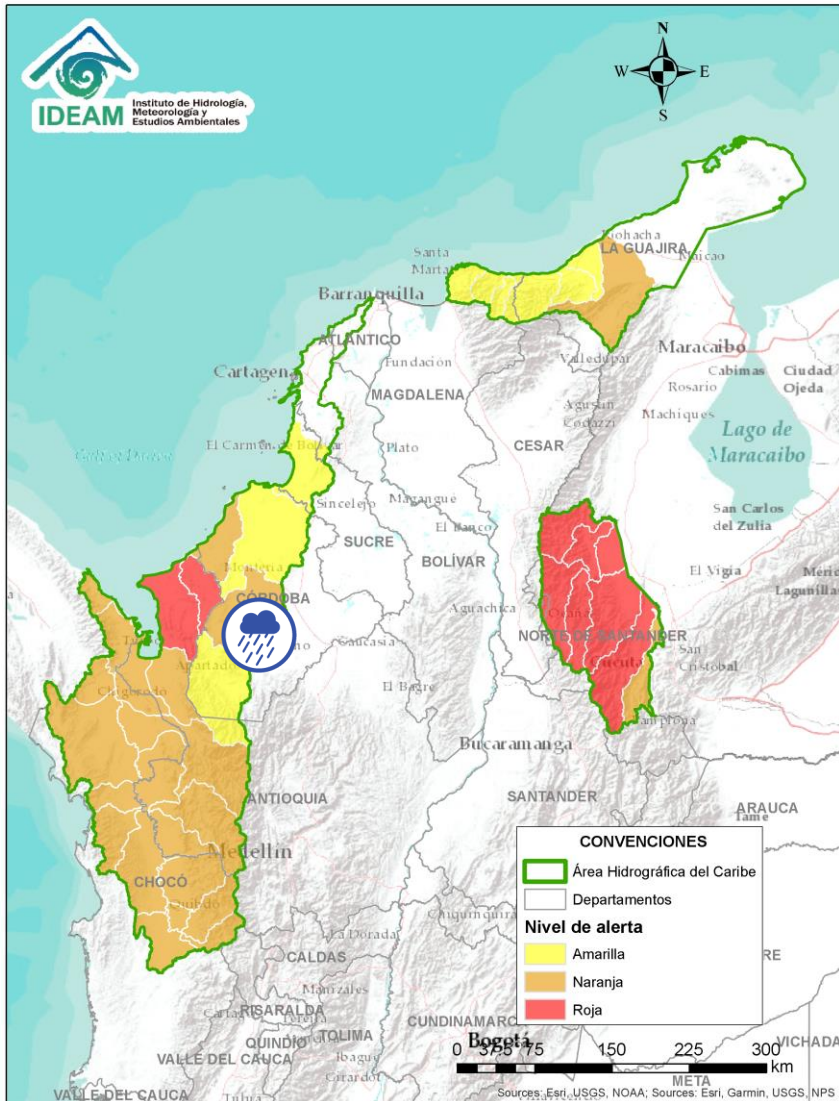 N
W E
S
IDEAM
Instituto de Hidrología,
Meteorología y
Estudios Ambientales
Riohacha
LA GUAJIRA
Maicao
Santa
Marta
Barranquilla
ATLÁNTICO
Cartagena
Fundación
Valledupar
Maracaibo
Cabimas
Ciudad
Ojeda
Rosario
MAGDALENA
Agustín
Codazzi
Machiques
El Carmen de Bolívar
Plato
CESAR
Lago de
Maracaibo
Sincelejo
Magangué
San Carlos
del Zulia
SUCRE
El Banco
Montería
BOLÍVAR
El Vigía
CÓRDOBA
Aguachica
Ocaña
Caucasia
NORTE DE SANTANDER
San
Cristóbal
Apartadó
Cúcuta
Chigorodó
El Bagre
Pamplona
Bucaramanga
ANTIOQUIA
SANTANDER
ARAUCA
Tame
Medellín
CHOCÓ
Quibdó
La Dorada
CALDAS
Manizales
RISARALDA
QUINDÍO
TOLIMA
Ibagué
VALLE DEL CAUCA
Girardot
Bogotá
VICHADA
META
VALLE DEL CAUCA
CONVENCIONES
Área Hidrográfica del Caribe
Departamentos
Nivel de alerta
Amarilla
Naranja
Roja
0 37,5 75 150 225 300
km
Sources: Esri, USGS, NOAA; Sources: Esri, Garmin, USGS, NPS